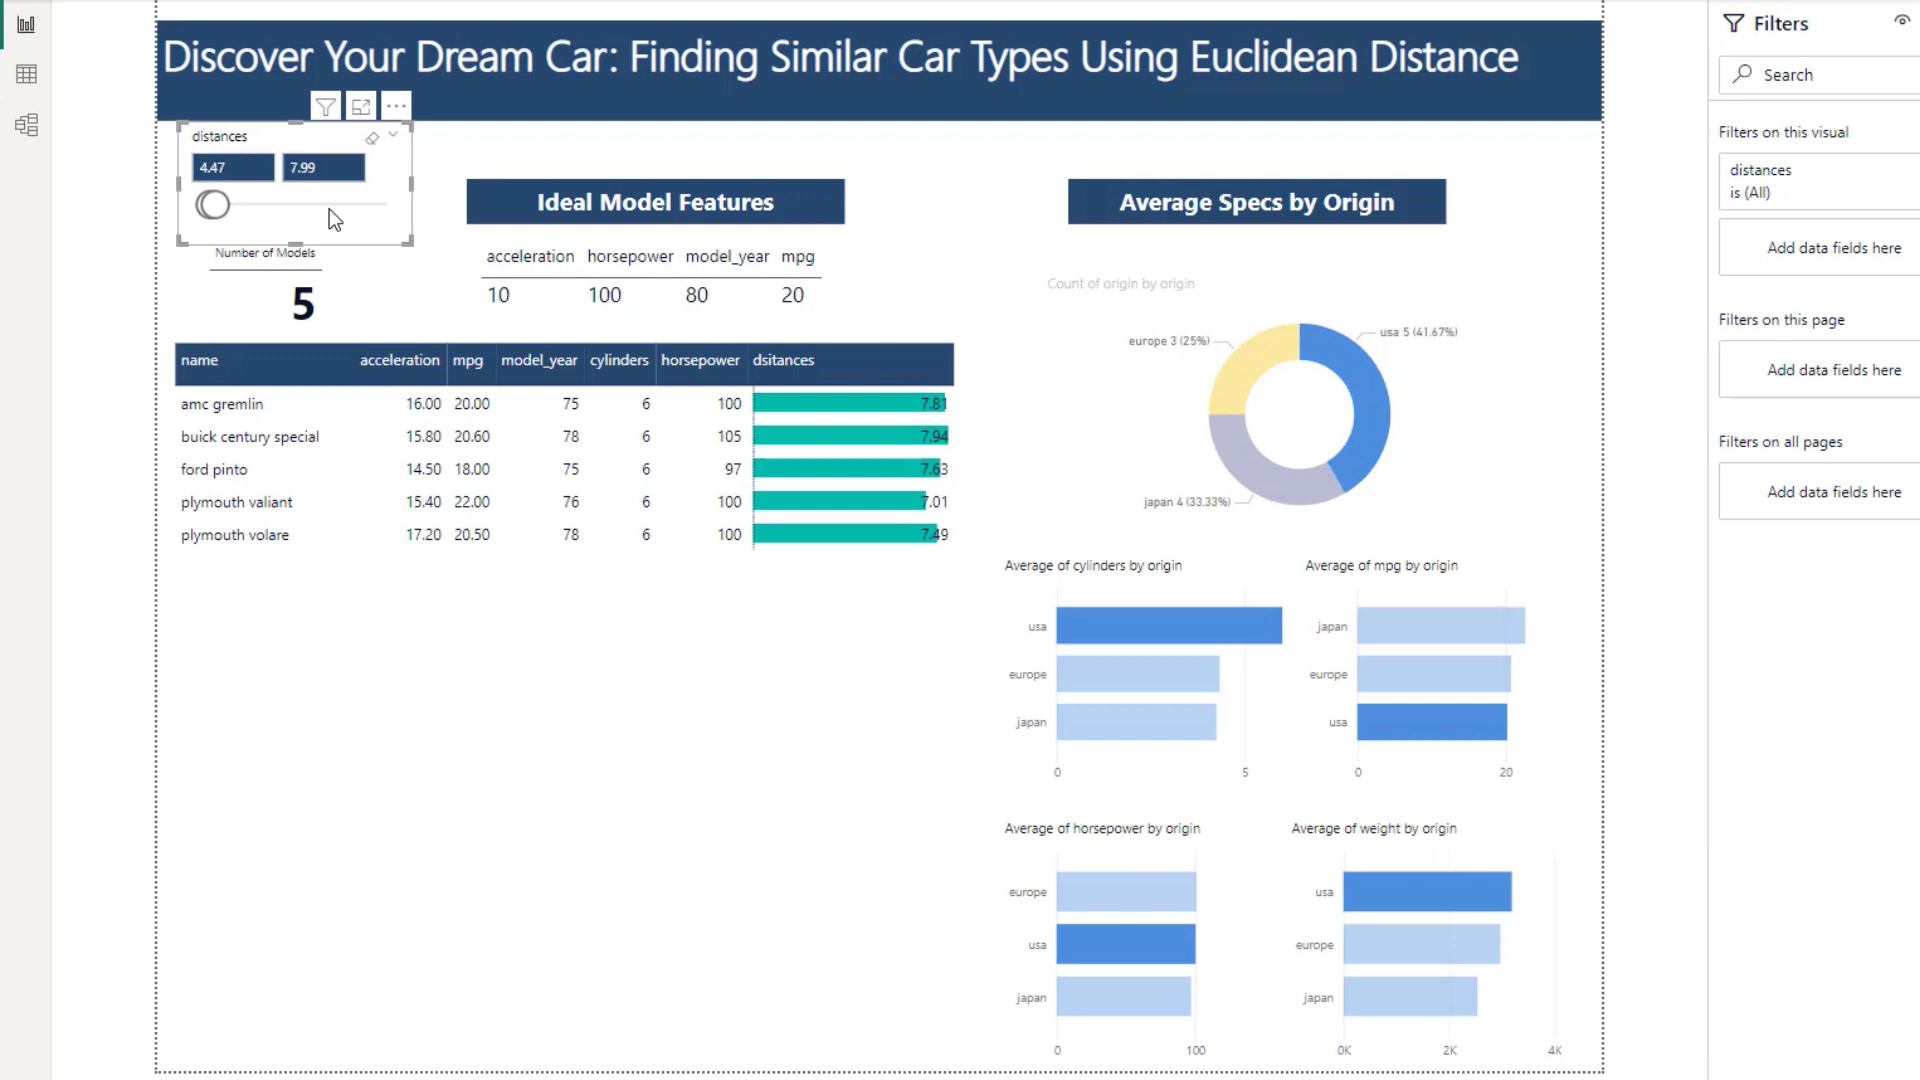 Discover Your Dream Car: Finding Similar Car Types Using Euclidean Distance
distances
4.47 7.99
Number of Models
5
Ideal Model Features
acceleration horsepower model_year mpg
10 100 80 20
name acceleration mpg model_year cylinders horsepower dsitances
amc gremlin 16.00 20.00 75 6 100 7.81
buick century special 15.80 20.60 78 6 105 7.94
ford pinto 14.50 18.00 75 6 97 7.63
plymouth valiant 15.40 22.00 76 6 100 7.01
plymouth volare 17.20 20.50 78 6 100 7.49
Average Specs by Origin
Count of origin by origin
usa 5 (41.67%)
europe 3 (25%)
japan 4 (33.33%)
Average of cylinders by origin
usa
europe
japan
0 5
Average of mpg by origin
japan
europe
usa
0 20
Average of horsepower by origin
europe
usa
japan
0 100
Average of weight by origin
usa
europe
japan
0K 2K 4K
Filters
Search
Filters on this visual
distances
is (All)
Add data fields here
Filters on this page
Add data fields here
Filters on all pages
Add data fields here